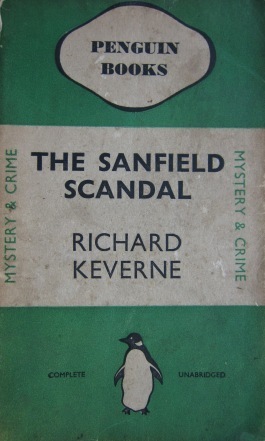 PENGUIN
BOOKS
MYSTERY & CRIME
THE SANFIELD
SCANDAL
RICHARD
KEVERNE
MYSTERY & CRIME
COMPLETE UNABRIDGED